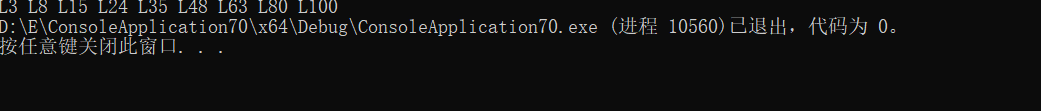 L3 L8 L15 L24 L35 L48 L63 L80 L100
D:\E\ConsoleApplication70\x64\Debug\ConsoleApplication70.exe (进程 10560)已退出，代码为 0。
按任意键关闭此窗口. . .